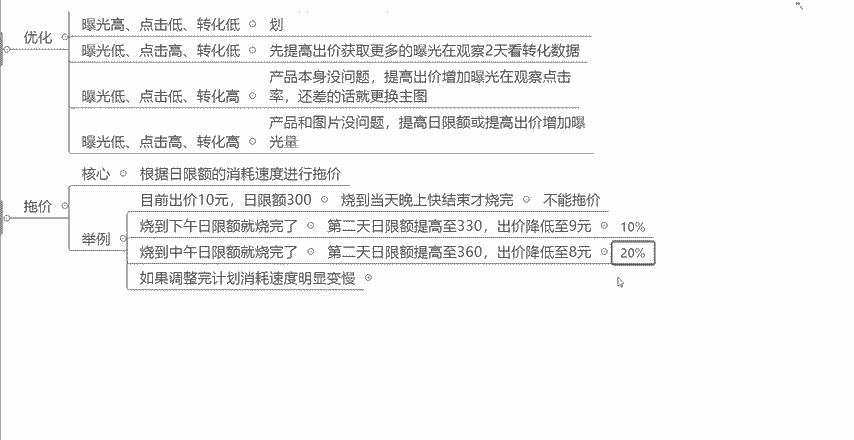 优化
曝光高、点击低、转化低
划
曝光低、点击高、转化低
先提高出价获取更多的曝光在观察2天看转化数据
曝光低、点击低、转化高
产品本身没问题，提高出价增加曝光在观察点击
率，还差的话就更换主图
曝光低、点击高、转化高
产品和图片没问题，提高日限额或提高出价增加曝
光量
拖价
核心
根据日限额的消耗速度进行拖价
举例
目前出价10元，日限额300
烧到当天晚上快结束才烧完
不能拖价
烧到下午日限额就烧完了
第二天日限额提高至330，出价降低至9元
10%
烧到中午日限额就烧完了
第二天日限额提高至360，出价降低至8元
20%
如果调整完计划消耗速度明显变慢